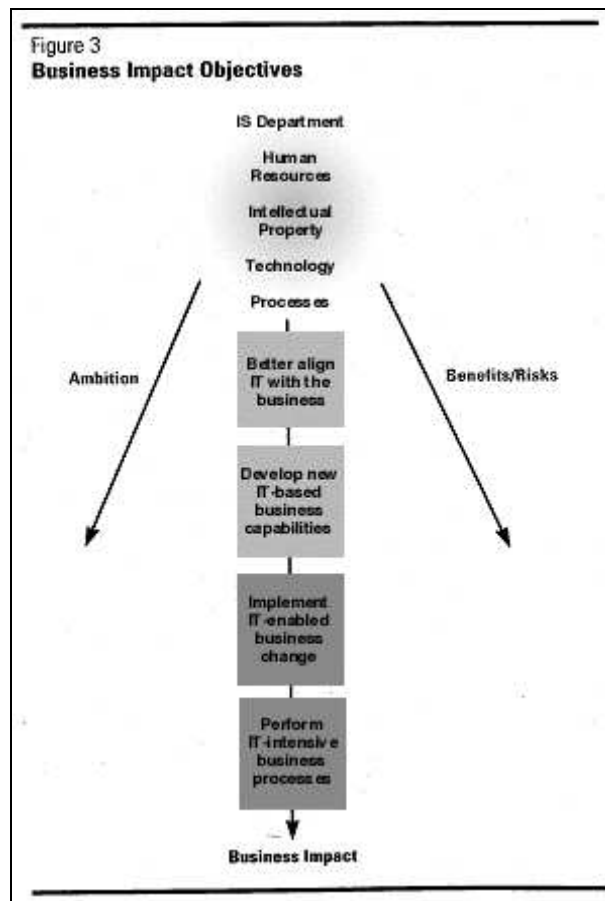 Figure 3
Business Impact Objectives
IS Department
Human
Resources
Intellectual
Property
Technology
Processes
Ambition
Benefits/Risks
Better align
IT with the
business
Develop new
IT-based
business
capabilities
Implement
IT-enabled
business
change
Perform
IT-intensive
business
processes
Business Impact